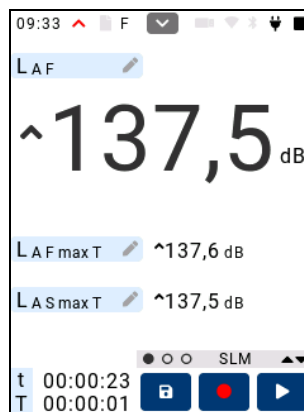 09:33 F
LAF
^137,5 dB
LAFmaxT ^137,6 dB
LASmaxT ^137,5 dB
SLM
t 00:00:23
T 00:00:01